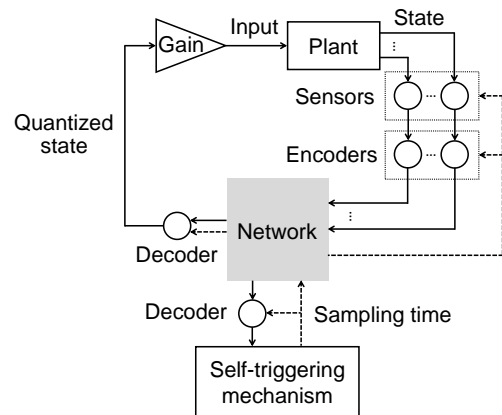 State
Input
Gain
Plant
Sensors
Quantized
state
Encoders
Network
Decoder
Decoder
Sampling time
Self-triggering
mechanism